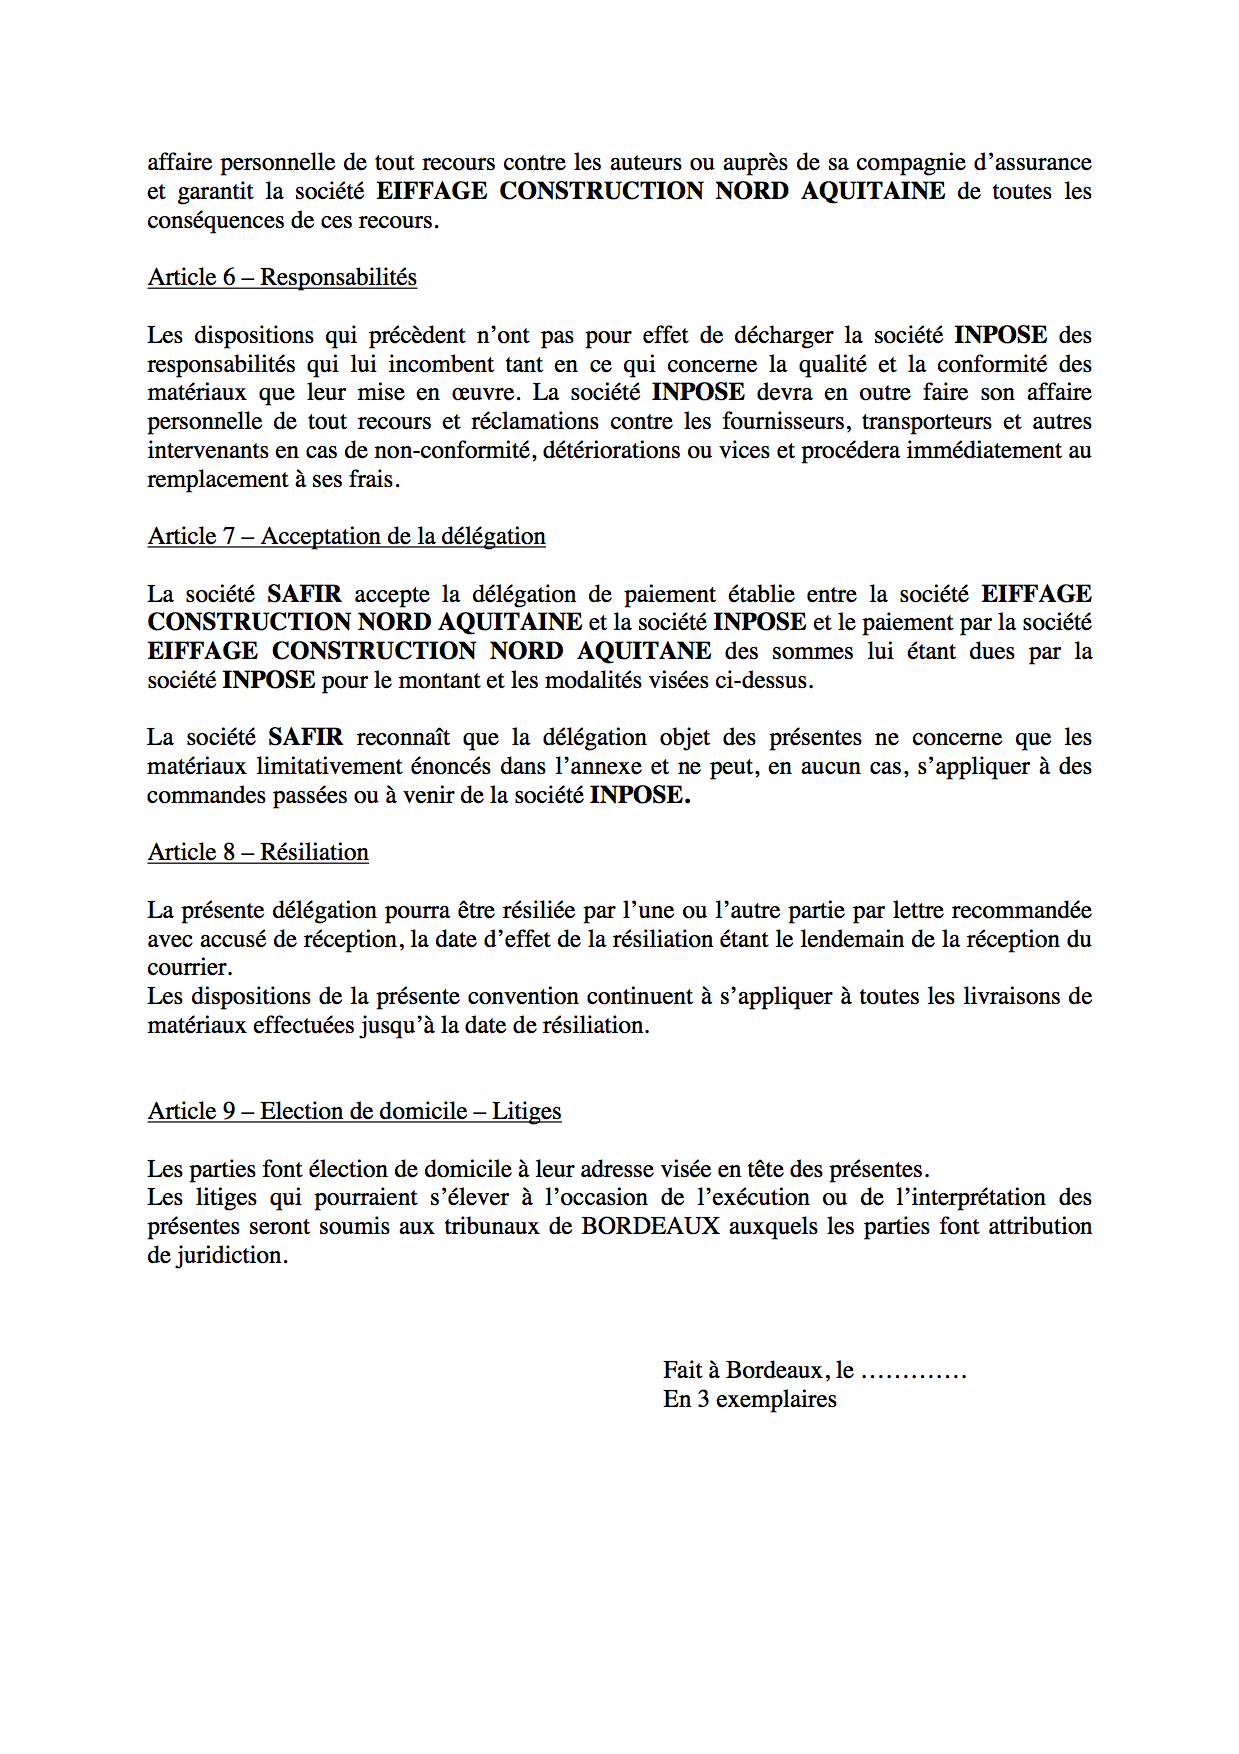 affaire personnelle de tout recours contre les auteurs ou auprès de sa compagnie d’assurance
et garantit la société EIFFAGE CONSTRUCTION NORD AQUITAINE de toutes les
conséquences de ces recours.
Article 6 – Responsabilités
Les dispositions qui précèdent n’ont pas pour effet de décharger la société INPOSE des
responsabilités qui lui incombent tant en ce qui concerne la qualité et la conformité des
matériaux que leur mise en œuvre. La société INPOSE devra en outre faire son affaire
personnelle de tout recours et réclamations contre les fournisseurs, transporteurs et autres
intervenants en cas de non-conformité, détériorations ou vices et procédera immédiatement au
remplacement à ses frais.
Article 7 – Acceptation de la délégation
La société SAFIR accepte la délégation de paiement établie entre la société EIFFAGE
CONSTRUCTION NORD AQUITAINE et la société INPOSE et le paiement par la société
EIFFAGE CONSTRUCTION NORD AQUITANE des sommes lui étant dues par la
société INPOSE pour le montant et les modalités visées ci-dessus.
La société SAFIR reconnaît que la délégation objet des présentes ne concerne que les
matériaux limitativement énoncés dans l’annexe et ne peut, en aucun cas, s’appliquer à des
commandes passées ou à venir de la société INPOSE.
Article 8 – Résiliation
La présente délégation pourra être résiliée par l’une ou l’autre partie par lettre recommandée
avec accusé de réception, la date d’effet de la résiliation étant le lendemain de la réception du
courrier.
Les dispositions de la présente convention continuent à s’appliquer à toutes les livraisons de
matériaux effectuées jusqu’à la date de résiliation.
Article 9 – Election de domicile – Litiges
Les parties font élection de domicile à leur adresse visée en tête des présentes.
Les litiges qui pourraient s’élever à l’occasion de l’exécution ou de l’interprétation des
présentes seront soumis aux tribunaux de BORDEAUX auxquels les parties font attribution
de juridiction.
Fait à Bordeaux, le ………….
En 3 exemplaires